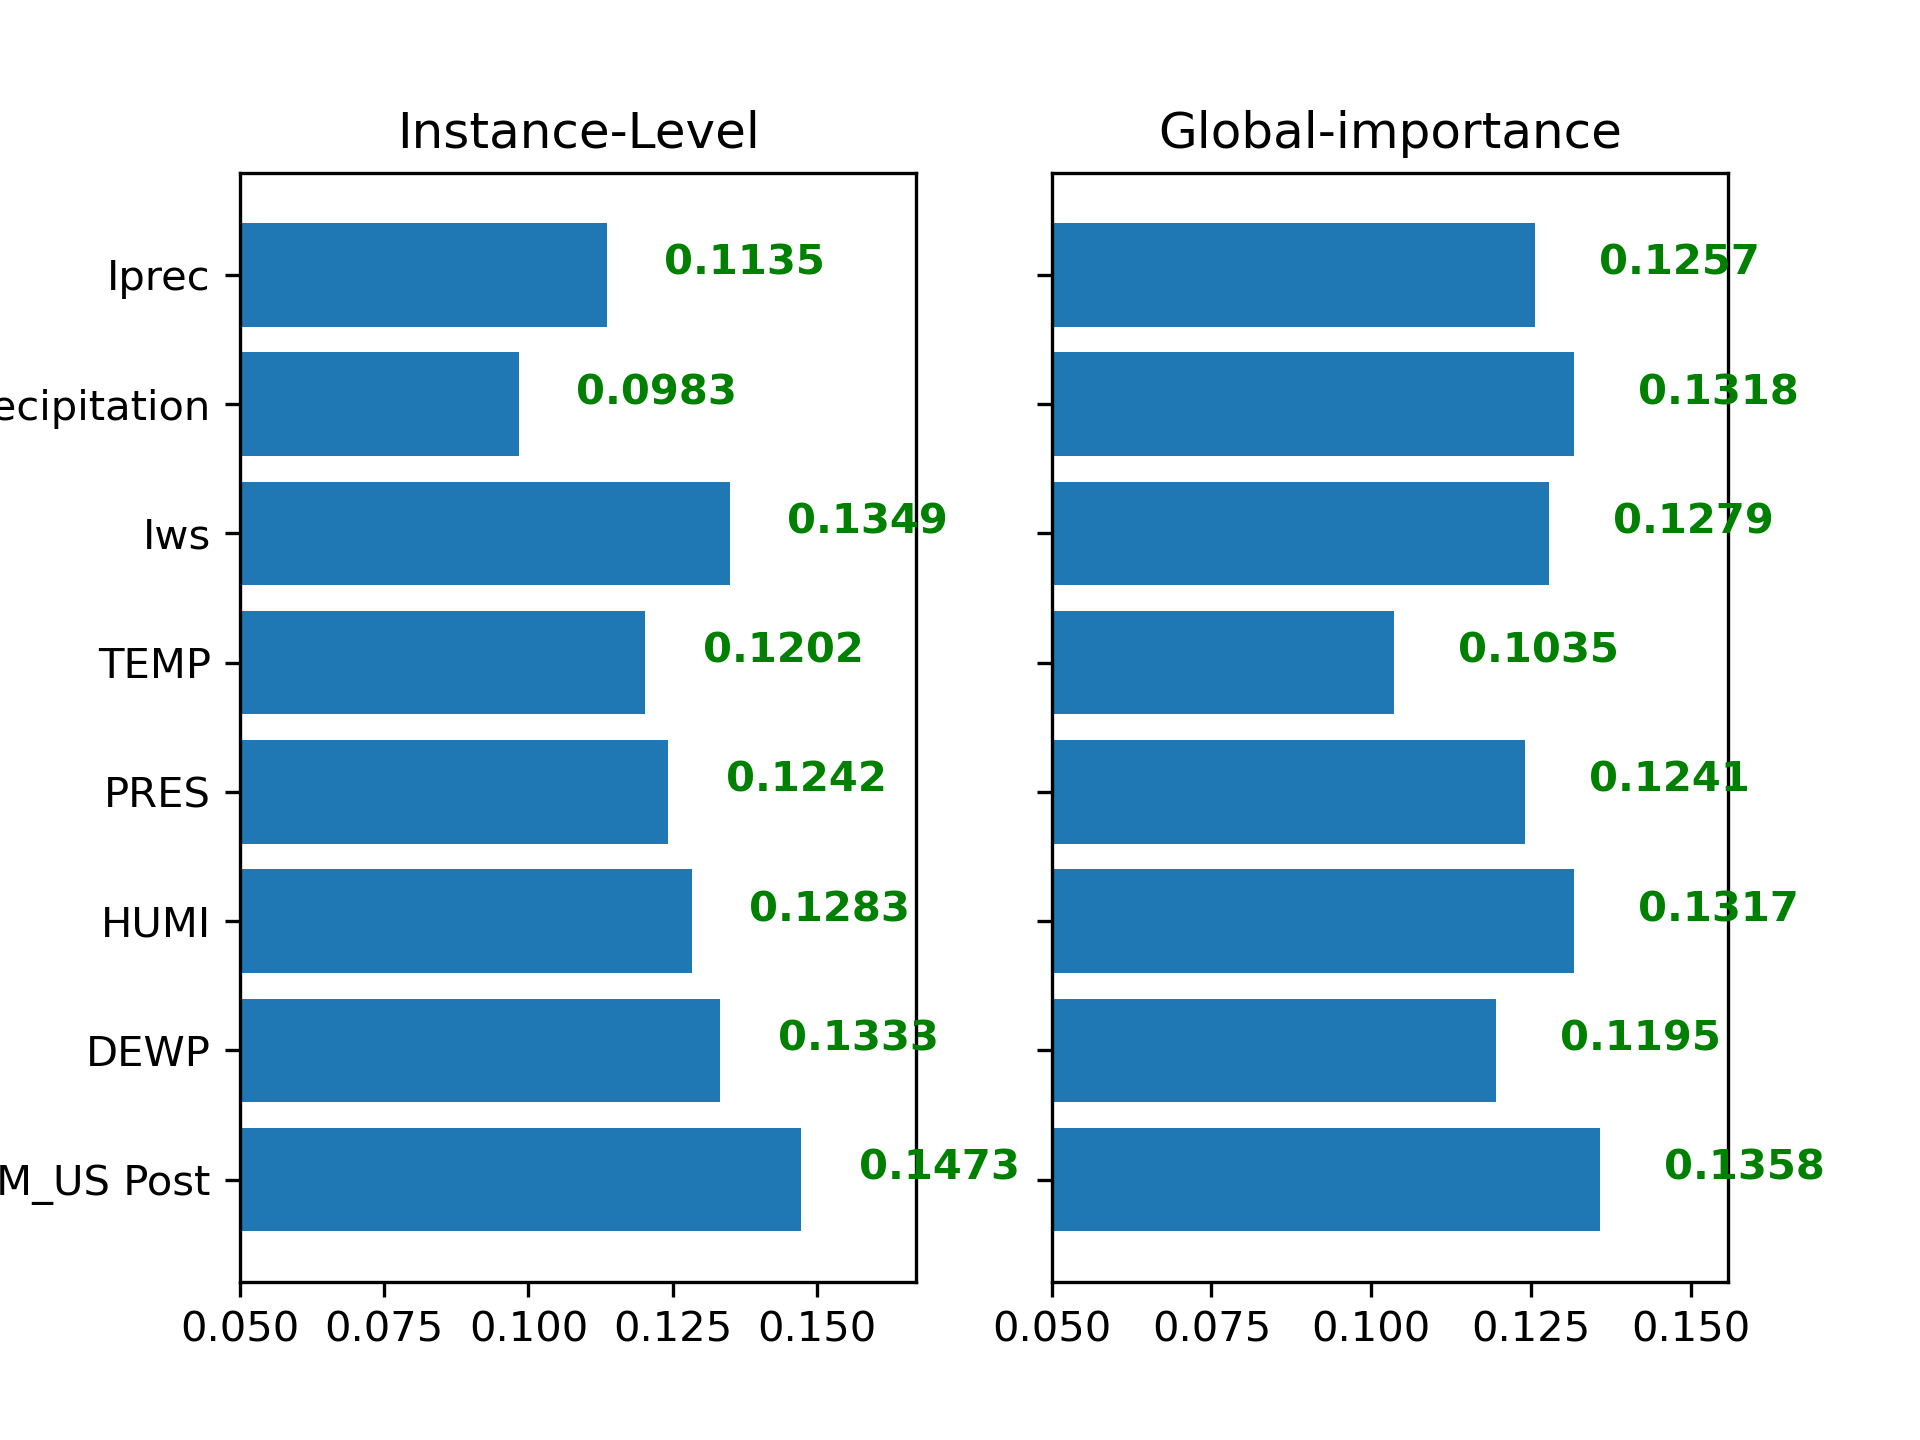 Instance-Level Global-importance
Iprec 0.1135 0.1257
ecipitation 0.0983 0.1318
Iws 0.1349 0.1279
TEMP 0.1202 0.1035
PRES 0.1242 0.1241
HUMI 0.1283 0.1317
DEWP 0.1333 0.1195
M_US Post 0.1473 0.1358
0.050 0.075 0.100 0.125 0.150 0.050 0.075 0.100 0.125 0.150